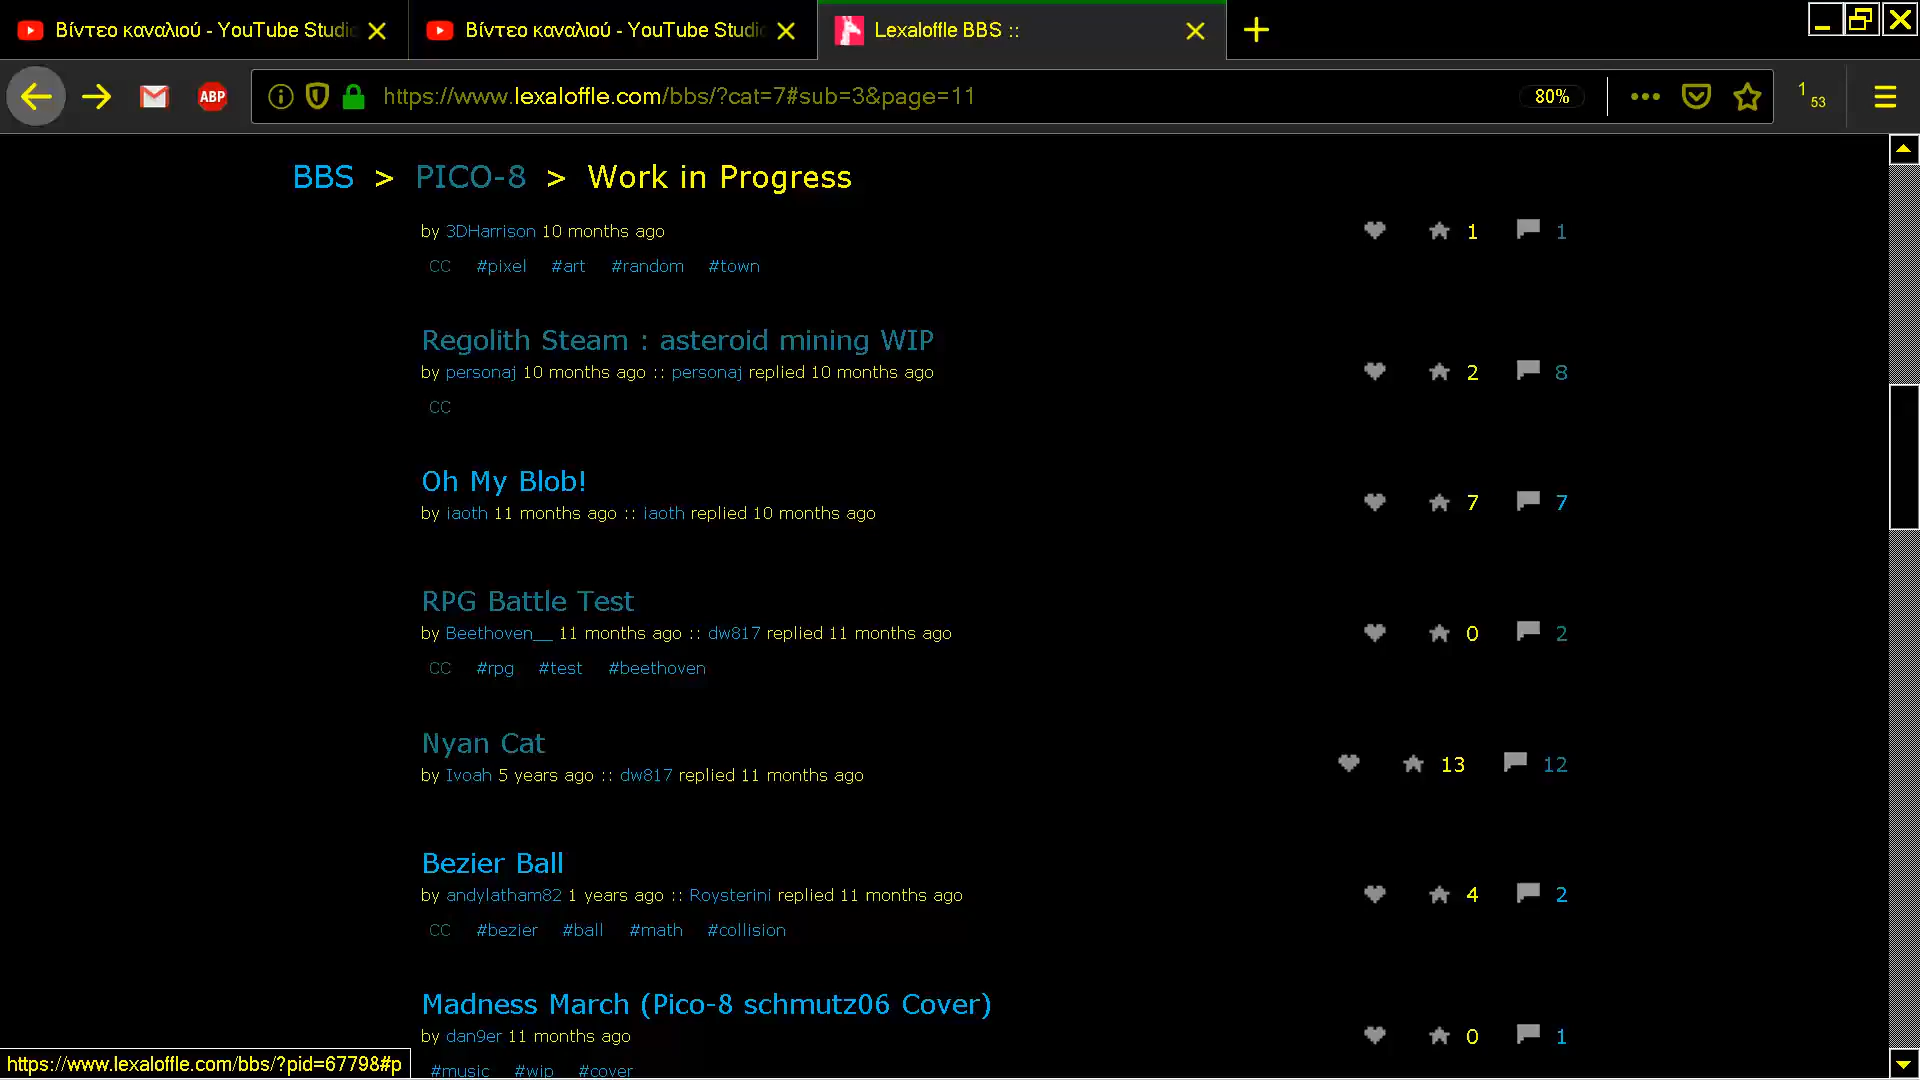 Βίντεο καναλιού - YouTube Studio
Βίντεο καναλιού - YouTube Studio
Lexaloffle BBS ::
ABP
https://www.lexaloffle.com/bbs/?cat=7#sub=3&page=11
80%
1
53
BBS > PICO-8 > Work in Progress
by 3DHarrison 10 months ago
1
1
CC #pixel #art #random #town
Regolith Steam : asteroid mining WIP
by personaj 10 months ago :: personaj replied 10 months ago
2
8
CC
Oh My Blob!
by iaoth 11 months ago :: iaoth replied 10 months ago
7
7
RPG Battle Test
by Beethoven__ 11 months ago :: dw817 replied 11 months ago
0
2
CC #rpg #test #beethoven
Nyan Cat
by Ivoah 5 years ago :: dw817 replied 11 months ago
13
12
Bezier Ball
by andylatham82 1 years ago :: Roysterini replied 11 months ago
4
2
CC #bezier #ball #math #collision
Madness March (Pico-8 schmutz06 Cover)
by dan9er 11 months ago
0
1
#music #wip #cover
https://www.lexaloffle.com/bbs/?pid=67798#p